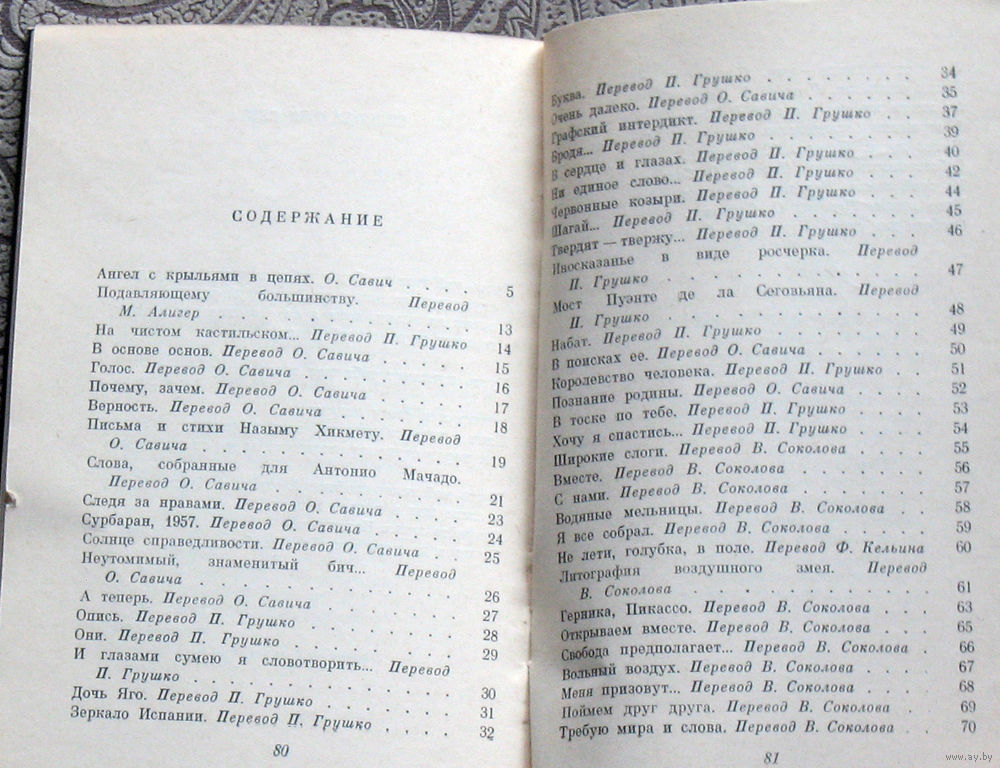 СОДЕРЖАНИЕ
Ангел с крыльями в цепях. О. Савич . . . . 5
Подавляющему большинству. Перевод
М. Алигер . . . . . . . . . . . . . 13
На чистом кастильском... Перевод П. Грушко 14
В основе основ. Перевод О. Савича . . . . . 15
Голос. Перевод О. Савича . . . . . . . . 16
Почему, зачем. Перевод О. Савича . . . . . 17
Верность. Перевод О. Савича . . . . . . . 18
Письма и стихи Назыму Хикмету. Перевод
О. Савича . . . . . . . . . . . . . 19
Слова, собранные для Антонио Мачадо.
Перевод О. Савича . . . . . . . . . . 21
Следя за нравами. Перевод О. Савича . . . . 23
Сурбаран, 1957. Перевод О. Савича . . . . . 24
Солнце справедливости. Перевод О. Савича . . 25
Неутомимый, знаменитый бич... Перевод
О. Савича . . . . . . . . . . . . . 26
А теперь. Перевод О. Савича . . . . . . . 27
Опись. Перевод П. Грушко . . . . . . . . 28
Они. Перевод П. Грушко . . . . . . . . . 29
И глазами сумею я словотворить... Перевод
П. Грушко . . . . . . . . . . . . . 30
Дочь Яго. Перевод П. Грушко . . . . . . . 31
Зеркало Испании. Перевод П. Грушко . . . . 32
80
Буква. Перевод П. Грушко . . . . . . . . 34
Очень далеко. Перевод О. Савича . . . . . . 35
Графский интердикт. Перевод П. Грушко . . . 37
Бродя... Перевод П. Грушко . . . . . . . 39
В сердце и глазах. Перевод П. Грушко . . . 40
Ни единое слово... Перевод П. Грушко . . . 42
Червонные козыри. Перевод П. Грушко . . . 44
Шагай... Перевод П. Грушко . . . . . . . 45
Твердят — твержу... Перевод П. Грушко . . . 46
Ивосказанье в виде росчерка. Перевод
П. Грушко . . . . . . . . . . . . . 47
Мост Пуэнте де ла Сеговьяна. Перевод
П. Грушко . . . . . . . . . . . . . 48
Набат. Перевод П. Грушко . . . . . . . . 49
В поисках ее. Перевод О. Савича . . . . . . 50
Королевство человека. Перевод П. Грушко . . 51
Познание родины. Перевод О. Савича . . . . 52
В тоске по тебе. Перевод П. Грушко . . . . 53
Хочу я спастись... Перевод П. Грушко . . . . 54
Широкие слоги. Перевод В. Соколова . . . . 55
Вместе. Перевод В. Соколова . . . . . . . 56
С нами. Перевод В. Соколова . . . . . . . 57
Водяные мельницы. Перевод В. Соколова . . . 58
Я все собрал. Перевод В. Соколова . . . . . 59
Не лети, голубка, в поле. Перевод Ф. Кельина 60
Литография воздушного змея. Перевод
В. Соколова . . . . . . . . . . . . 61
Герника, Пикассо. Перевод В. Соколова . . . 63
Открываем вместе. Перевод В. Соколова . . . 65
Свобода предполагает... Перевод В. Соколова . 66
Вольный воздух. Перевод В. Соколова . . . . 67
Меня призовут... Перевод В. Соколова . . . . 68
Поймем друг друга. Перевод В. Соколова . . . 69
Требую мира и слова. Перевод В. Соколова . . 70
81
www.ay.by